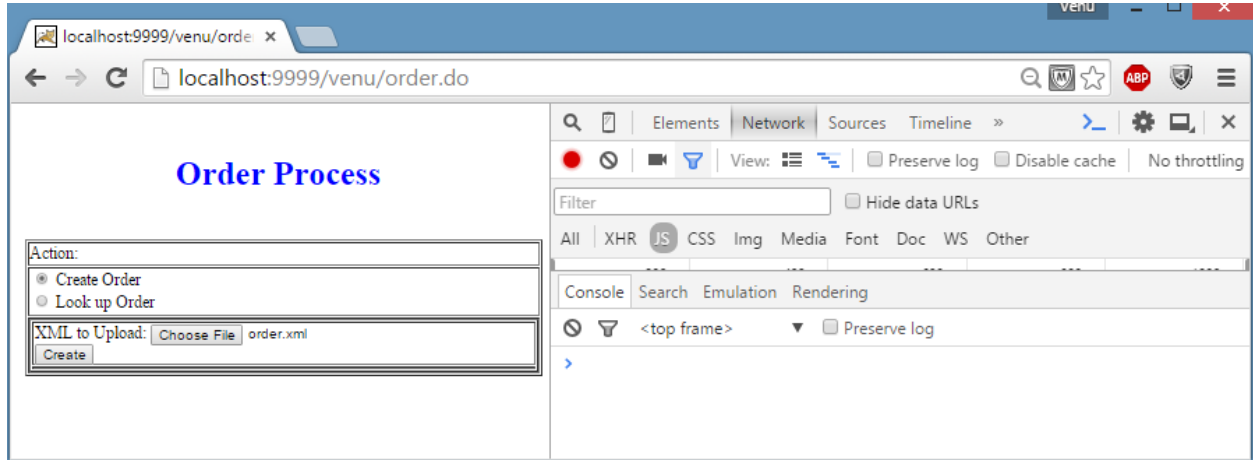 Venu
localhost:9999/venu/orde
localhost:9999/venu/order.do
ABP
Order Process
Action:
Create Order
Look up Order
XML to Upload: Choose File order.xml
Create
Elements Network Sources Timeline »
View: Preserve log Disable cache No throttling
Filter Hide data URLs
All XHR JS CSS Img Media Font Doc WS Other
Console Search Emulation Rendering
<top frame> ▼ Preserve log
>